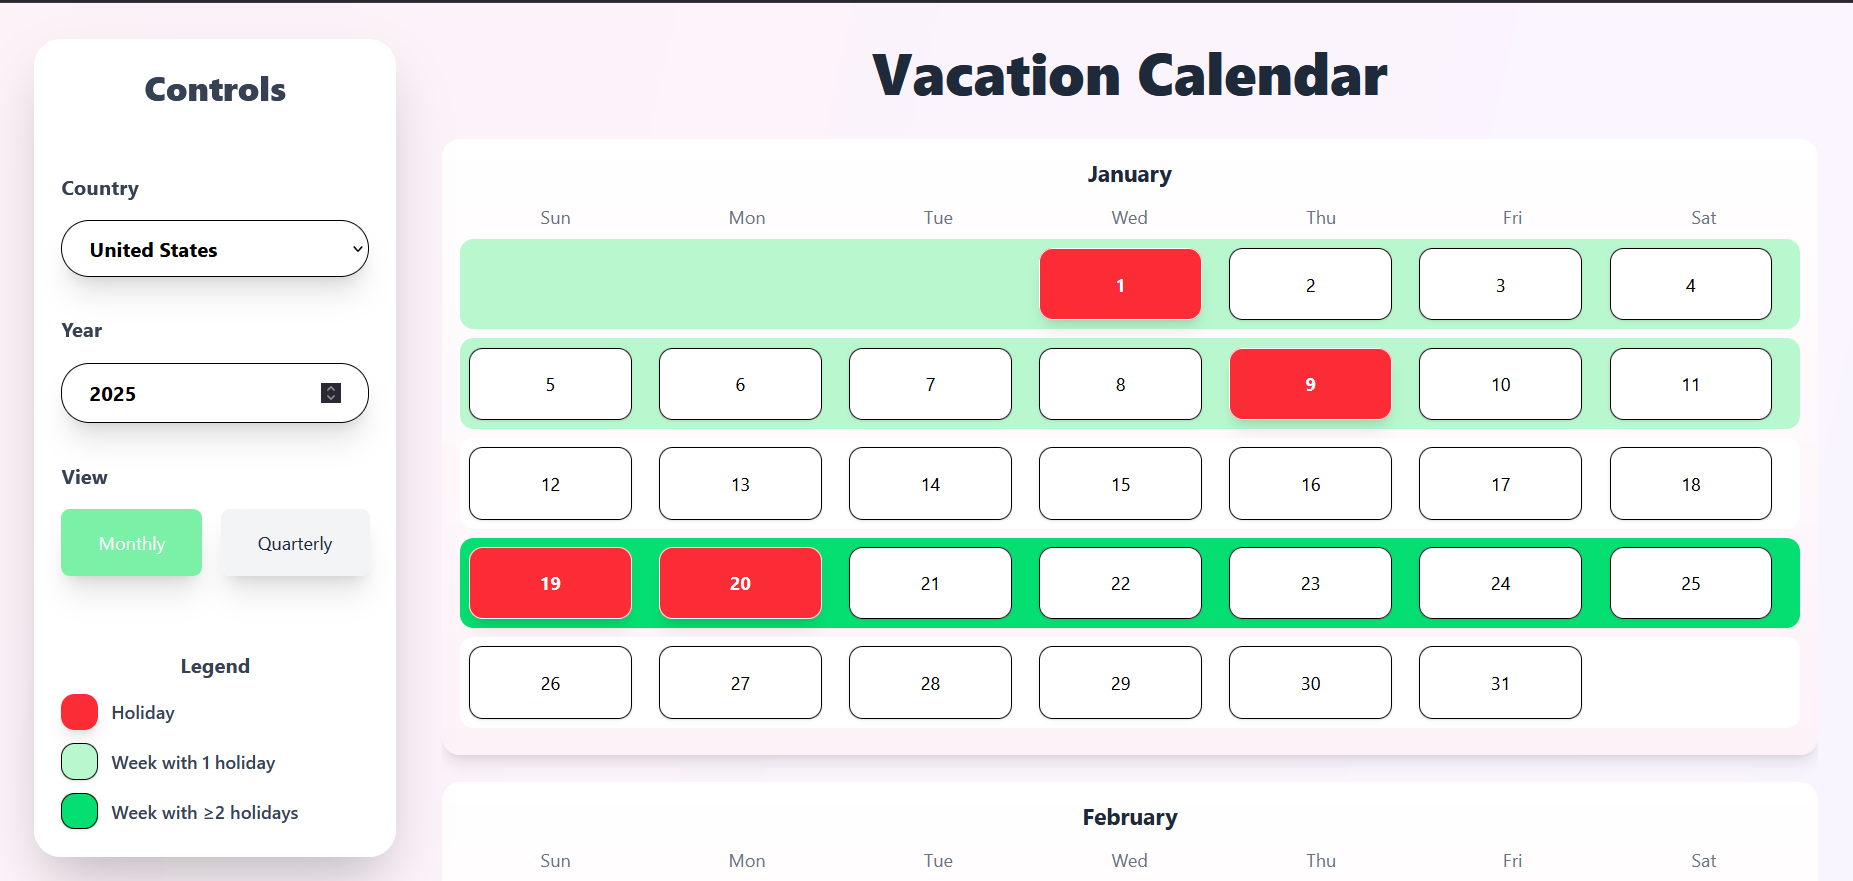 Controls
Country
United States
Year
2025
View
Monthly Quarterly
Legend
Holiday
Week with 1 holiday
Week with ≥2 holidays
Vacation Calendar
January
Sun Mon Tue Wed Thu Fri Sat
1 2 3 4
5 6 7 8 9 10 11
12 13 14 15 16 17 18
19 20 21 22 23 24 25
26 27 28 29 30 31
February
Sun Mon Tue Wed Thu Fri Sat